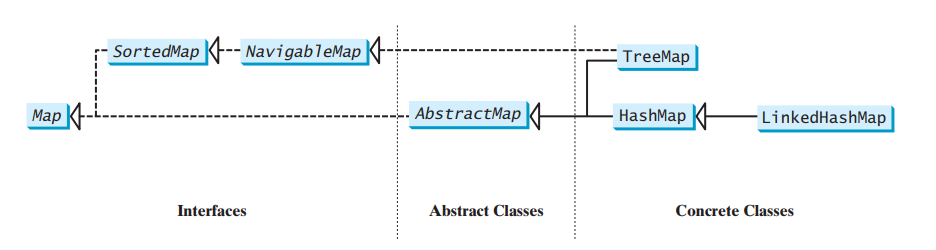 SortedMap
NavigableMap
TreeMap
Map
AbstractMap
HashMap
LinkedHashMap
Interfaces
Abstract Classes
Concrete Classes